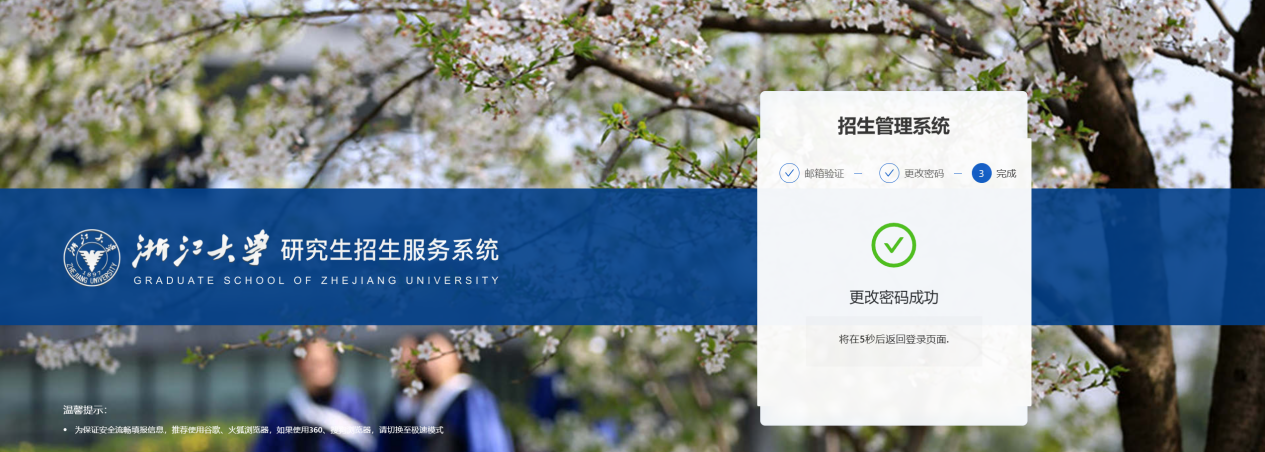 招生管理系统
邮箱验证
更改密码
3 完成
浙江大学 研究生招生服务系统
GRADUATE SCHOOL OF ZHEJIANG UNIVERSITY
更改密码成功
将在5秒后返回登录页面.
温馨提示：
• 为保证安全流畅填报信息，推荐使用谷歌、火狐浏览器，如果使用360、浏览器，请切换至极速模式